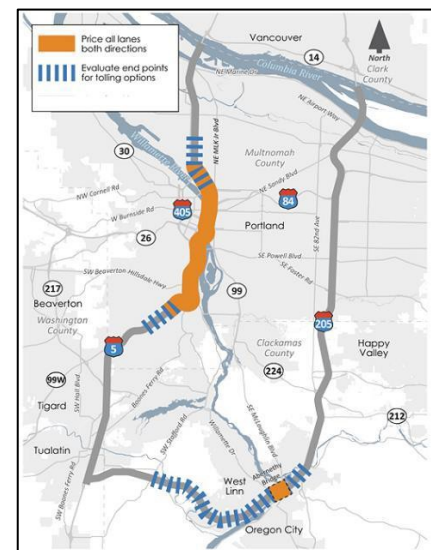 Price all lanes
both directions
Evaluate end points
for tolling options
Vancouver
14
North
Clark
County
Columbia River
NE Marine Dr
NE Airport Way
NE MLK Jr Blvd
Willamette River
30
Multnomah
County
NW Cornell Rd
405
NE Sandy Blvd
84
W Burnside Rd
26
Portland
SE 82nd Ave
SW Beaverton Hillsdale Hwy
SE Powell Blvd
SE Foster Rd
217
Beaverton
Washington
County
99
205
5
Clackamas
County
Happy
Valley
224
99W
SW Hall Blvd
Boones Ferry Rd
Tigard
212
SE McLoughlin Blvd
Tualatin
SW Stafford Rd
Willamette Dr
West
Linn
Abernethy
Bridge
SW Boones Ferry Rd
Oregon City